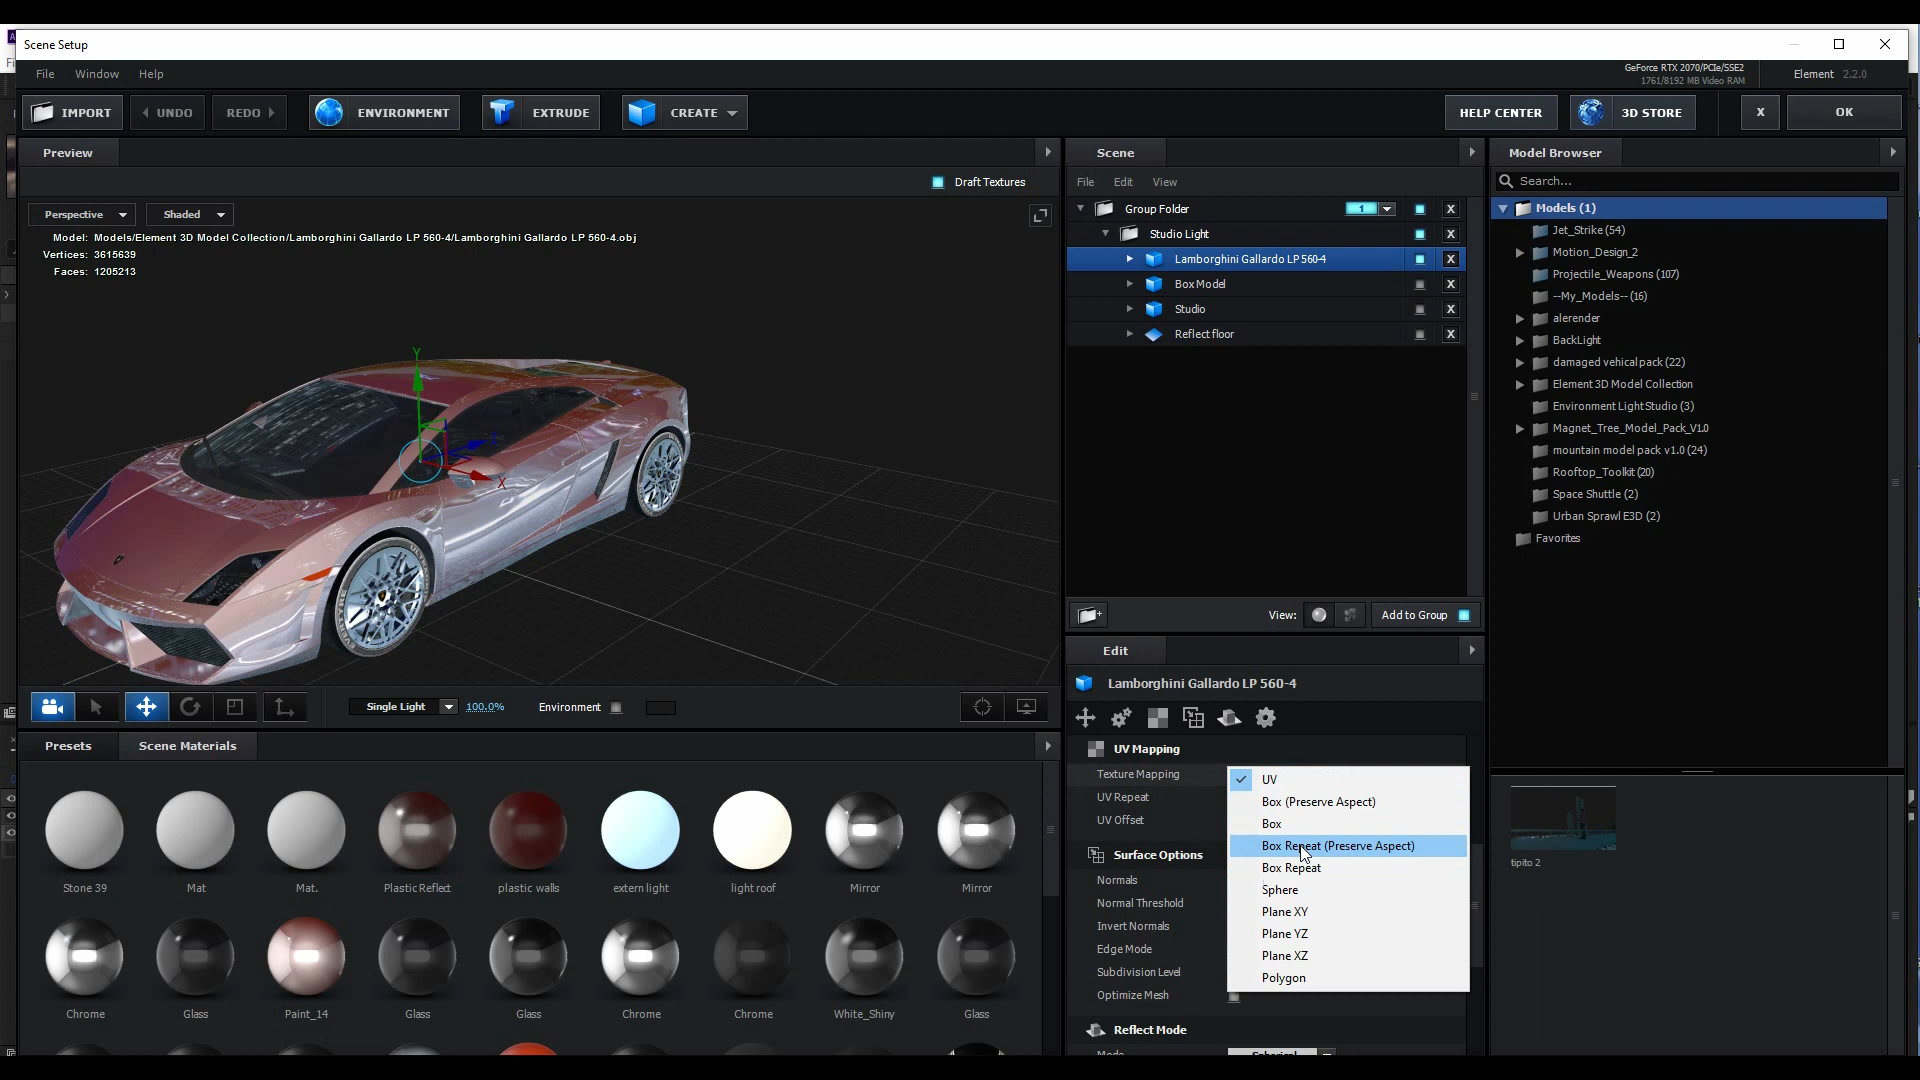 Scene Setup
File Window Help
GeForce RTX 2070/PCIe/SSE2
1761/8192 MB Video RAM
Element 2.2.0
IMPORT
UNDO
REDO
ENVIRONMENT
EXTRUDE
CREATE
HELP CENTER
3D STORE
X
OK
Preview
Draft Textures
Perspective
Shaded
Model: Models/Element 3D Model Collection/Lamborghini Gallardo LP 560-4/Lamborghini Gallardo LP 560-4.obj
Vertices: 3615639
Faces: 1205213
Y
Z
X
Single Light
100.0%
Environment
Presets
Scene Materials
Stone 39
Mat
Mat.
PlasticReflect
plastic walls
extern light
light roof
Mirror
Mirror
Chrome
Glass
Paint_14
Glass
Glass
Chrome
Chrome
White_Shiny
Glass
Scene
File Edit View
Group Folder 1 X
Studio Light X
Lamborghini Gallardo LP 560-4 X
Box Model X
Studio X
Reflect floor X
View:
Add to Group
Edit
Lamborghini Gallardo LP 560-4
UV Mapping
Texture Mapping
UV Repeat
UV Offset
Surface Options
Normals
Normal Threshold
Invert Normals
Edge Mode
Subdivision Level
Optimize Mesh
Reflect Mode
Mode
Spherical
UV
Box (Preserve Aspect)
Box
Box Repeat (Preserve Aspect)
Box Repeat
Sphere
Plane XY
Plane YZ
Plane XZ
Polygon
Model Browser
Search...
Models (1)
Jet_Strike (54)
Motion_Design_2
Projectile_Weapons (107)
--My_Models-- (16)
alerender
BackLight
damaged vehical pack (22)
Element 3D Model Collection
Environment LightStudio (3)
Magnet_Tree_Model_Pack_V1.0
mountain model pack v1.0 (24)
Rooftop_Toolkit (20)
Space Shuttle (2)
Urban Sprawl E3D (2)
Favorites
tipito 2